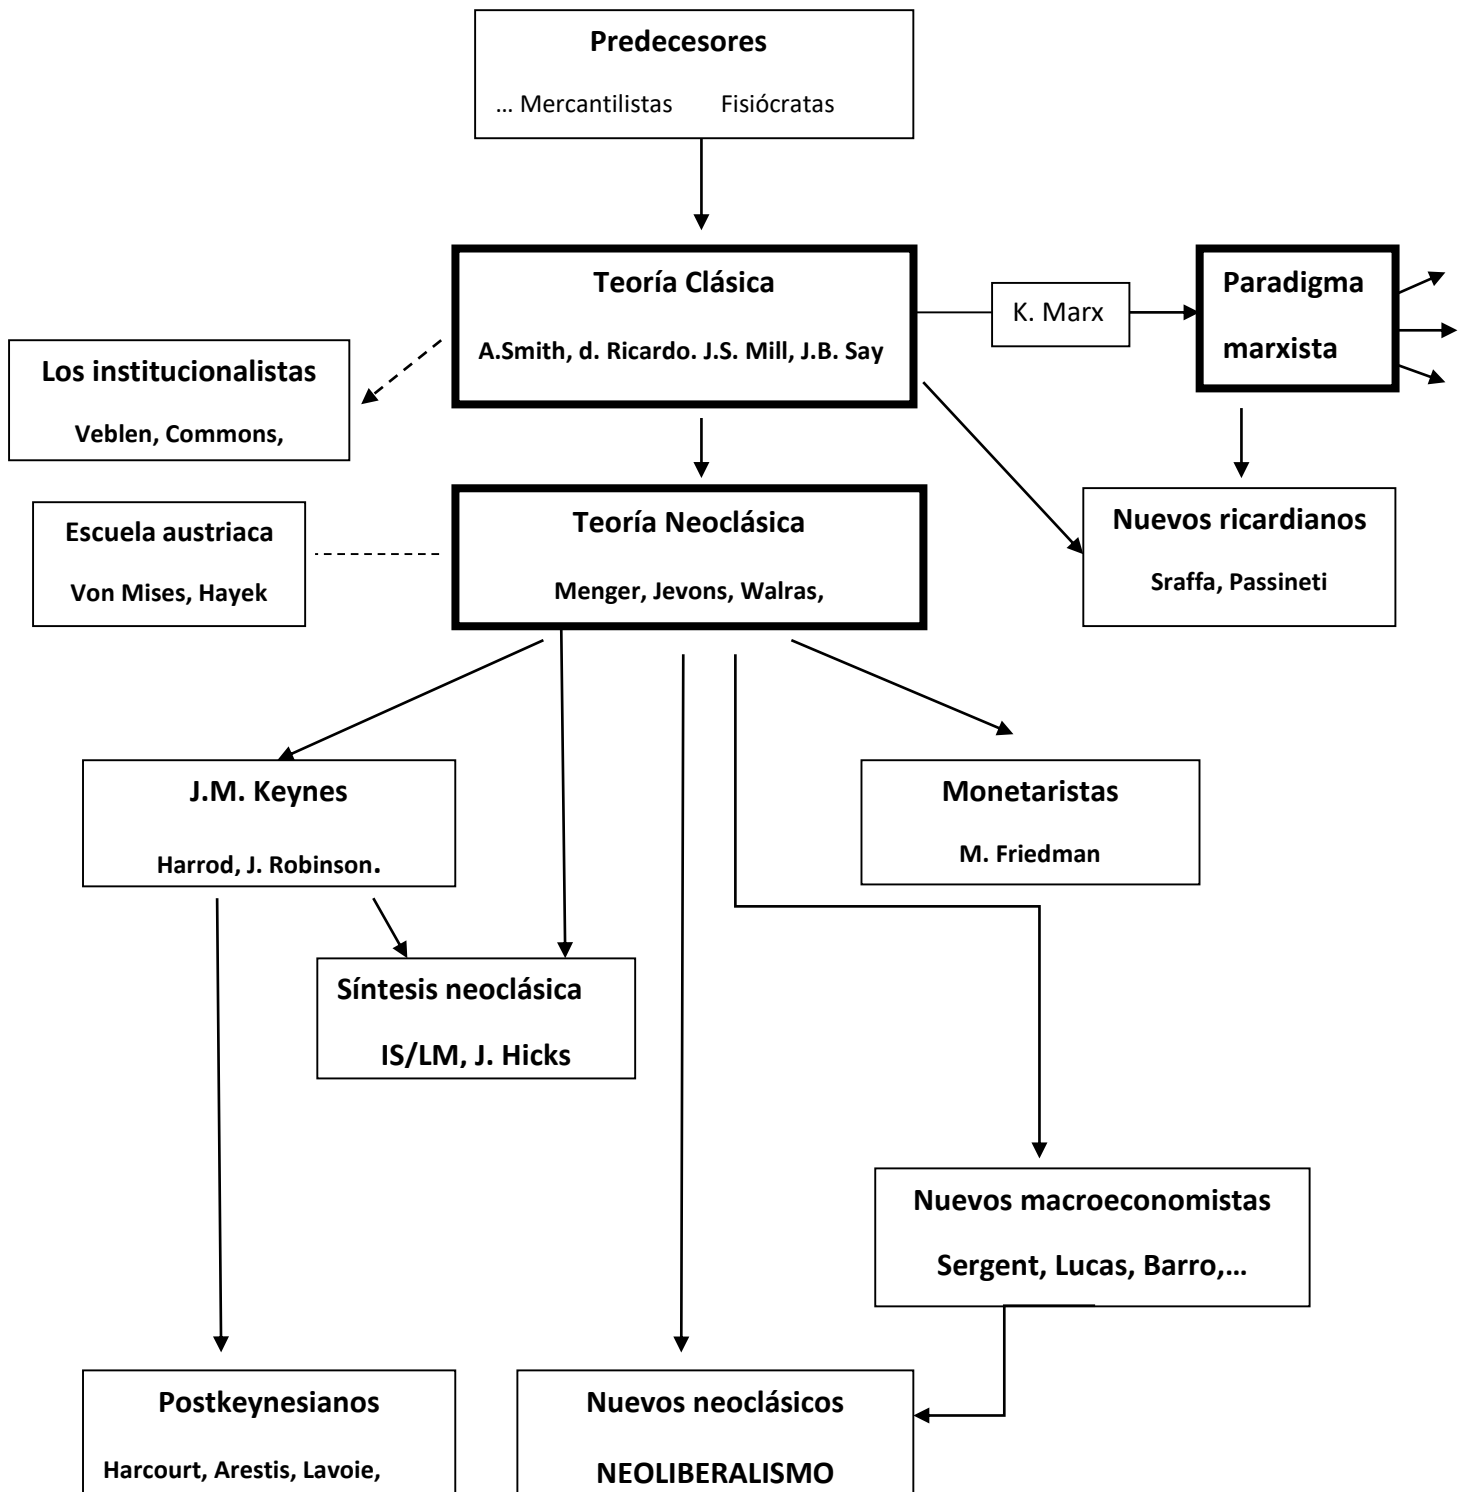 Predecesores
… Mercantilistas Fisiócratas
Teoría Clásica
A.Smith, d. Ricardo. J.S. Mill, J.B. Say
K. Marx
Paradigma
marxista
Los institucionalistas
Veblen, Commons,
Escuela austriaca
Von Mises, Hayek
Teoría Neoclásica
Menger, Jevons, Walras,
Nuevos ricardianos
Sraffa, Passineti
J.M. Keynes
Harrod, J. Robinson.
Monetaristas
M. Friedman
Síntesis neoclásica
IS/LM, J. Hicks
Nuevos macroeconomistas
Sergent, Lucas, Barro,…
Postkeynesianos
Harcourt, Arestis, Lavoie,
Nuevos neoclásicos
NEOLIBERALISMO